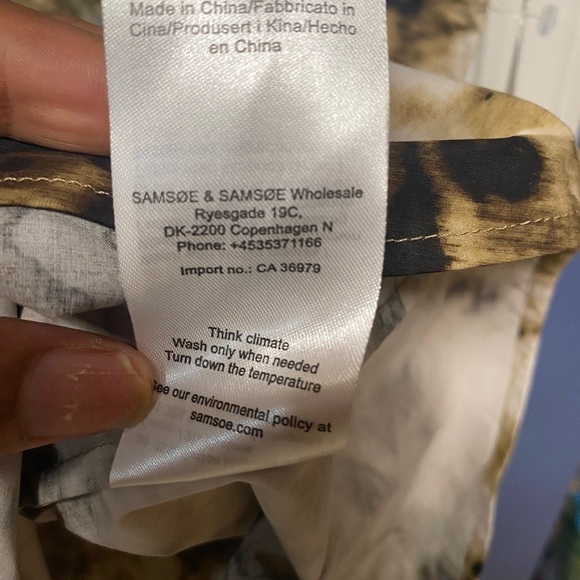 Made in China/Fabbricato in
Cina/Produsert i Kina/Hecho
en China
SAMSØE & SAMSØE Wholesale
Ryesgade 19C,
DK-2200 Copenhagen N
Phone: +4535371166
Import no.: CA 36979
Think climate
Wash only when needed
Turn down the temperature
See our environmental policy at
samsoe.com